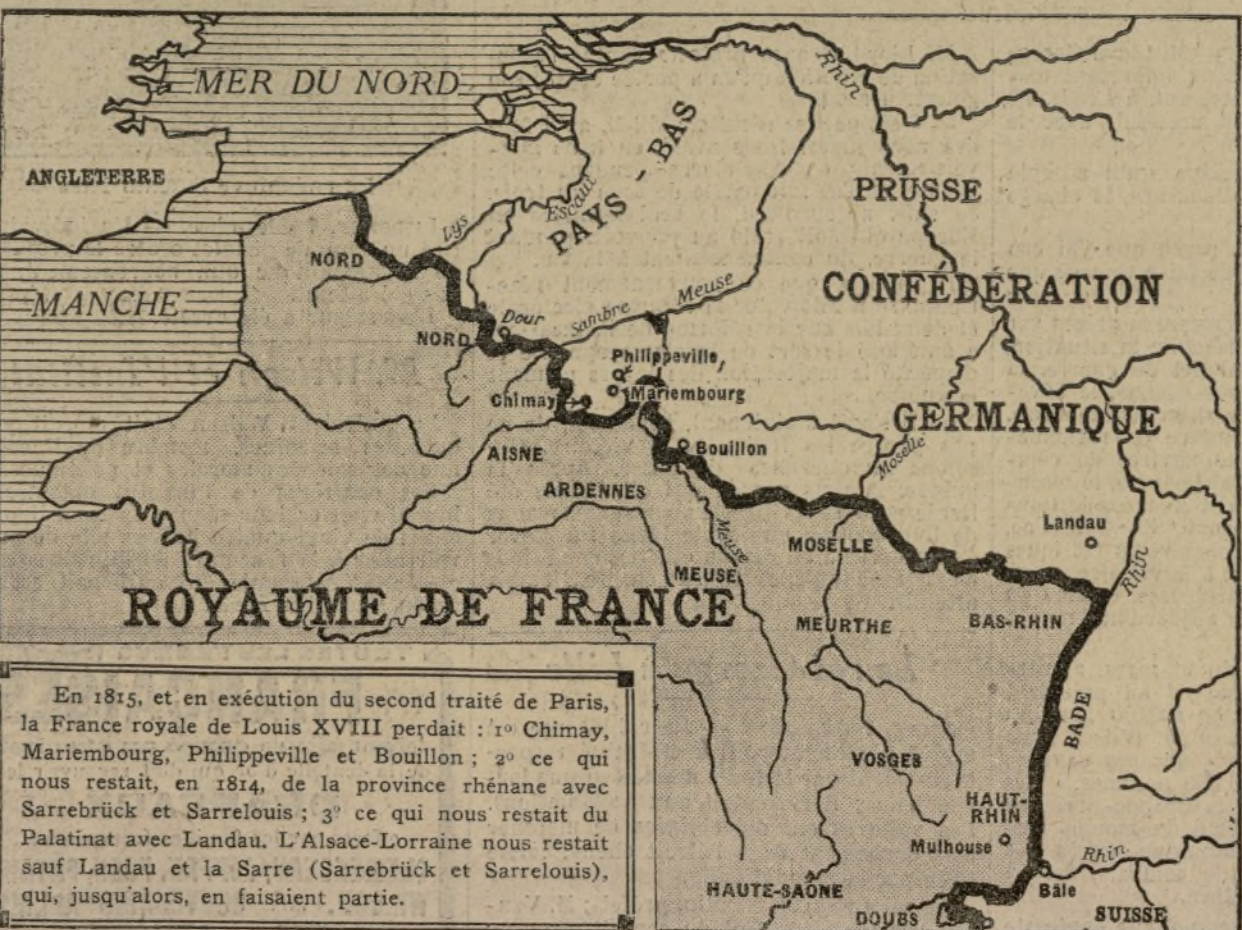 MER DU NORD
Rhin
ANGLETERRE
PAYS - BAS
PRUSSE
Escaut
Lys
NORD
CONFÉDÉRATION
MANCHE
Meuse
Sambre
Dour
NORD
Philippeville,
Chimay
Mariembourg
GERMANIQUE
Bouillon
Moselle
AISNE
ARDENNES
Landau
Meuse
MOSELLE
MEUSE
Rhin
ROYAUME DE FRANCE
MEURTHE
BAS-RHIN
BADE
VOSGES
HAUT-
RHIN
Mulhouse
Rhin
HAUTE-SAÔNE
Bâle
DOUBS
SUISSE
En 1815, et en exécution du second traité de Paris,
la France royale de Louis XVIII perdait : 1º Chimay,
Mariembourg, Philippeville et Bouillon ; 2º ce qui
nous restait, en 1814, de la province rhénane avec
Sarrebrück et Sarrelouis ; 3º ce qui nous restait du
Palatinat avec Landau. L'Alsace-Lorraine nous restait
sauf Landau et la Sarre (Sarrebrück et Sarrelouis),
qui, jusqu'alors, en faisaient partie.